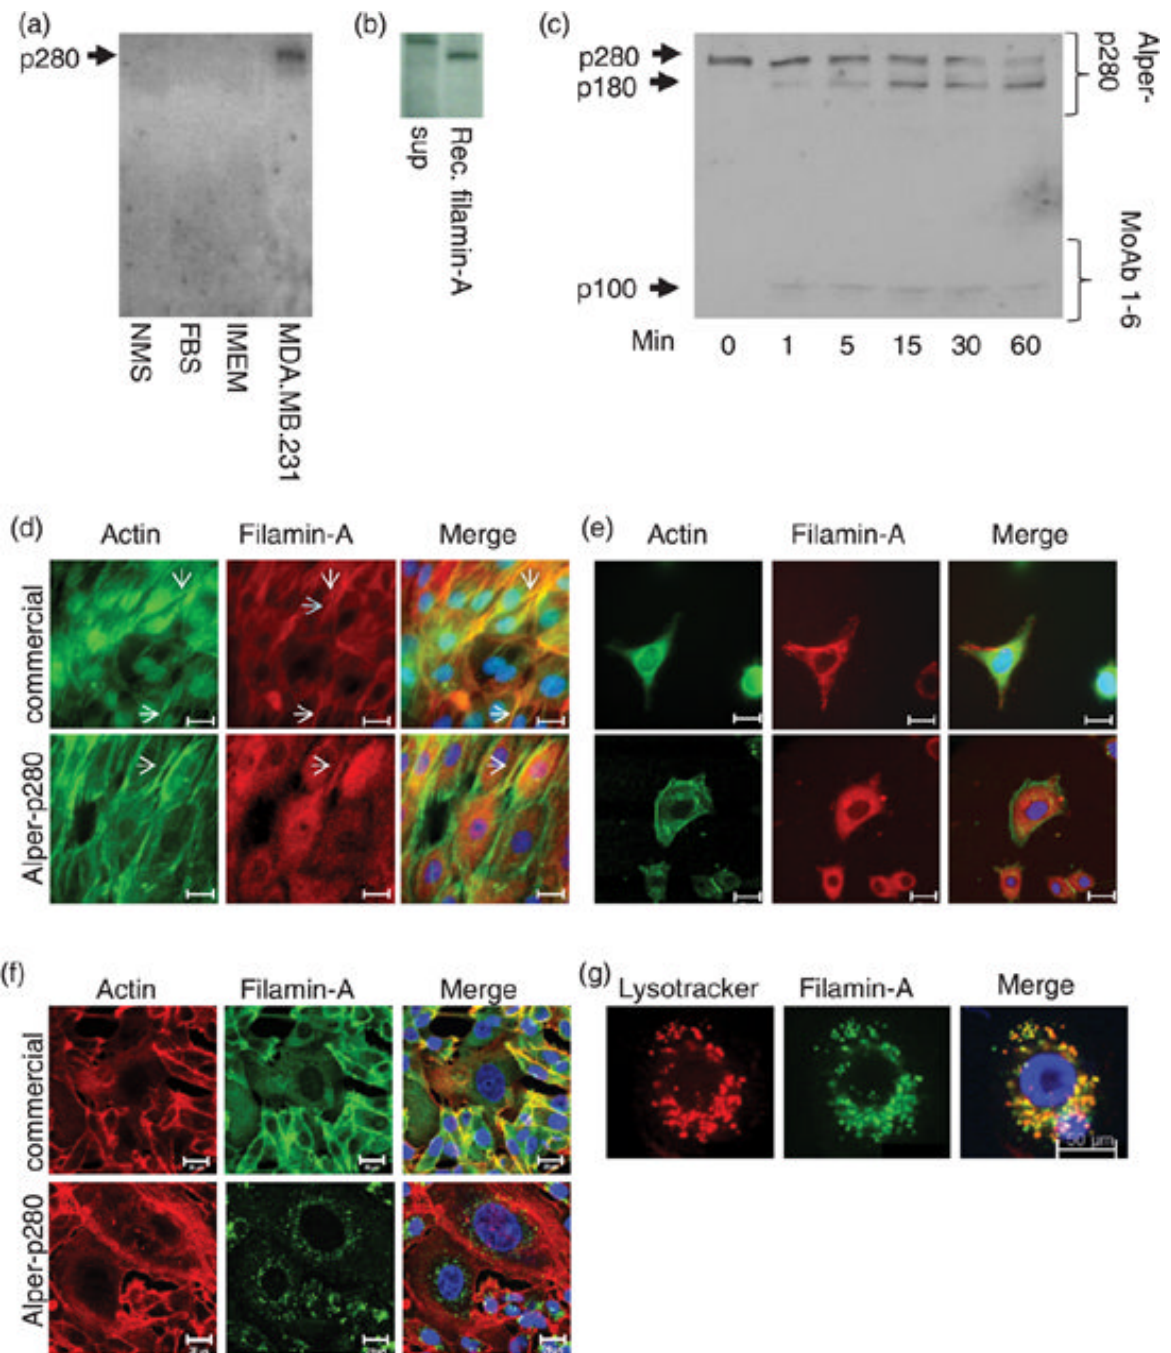 (a)
p280
NMS
FBS
IMEM
MDA.MB.231
(b)
sup
Rec. filamin-A
(c)
p280
p180
p100
Min 0 1 5 15 30 60
Alper-
p280
MoAb 1-6
(d)
Actin Filamin-A Merge
commercial
Alper-p280
(e)
Actin Filamin-A Merge
(f)
Actin Filamin-A Merge
commercial
Alper-p280
(g)
Lysotracker Filamin-A Merge
50 µm